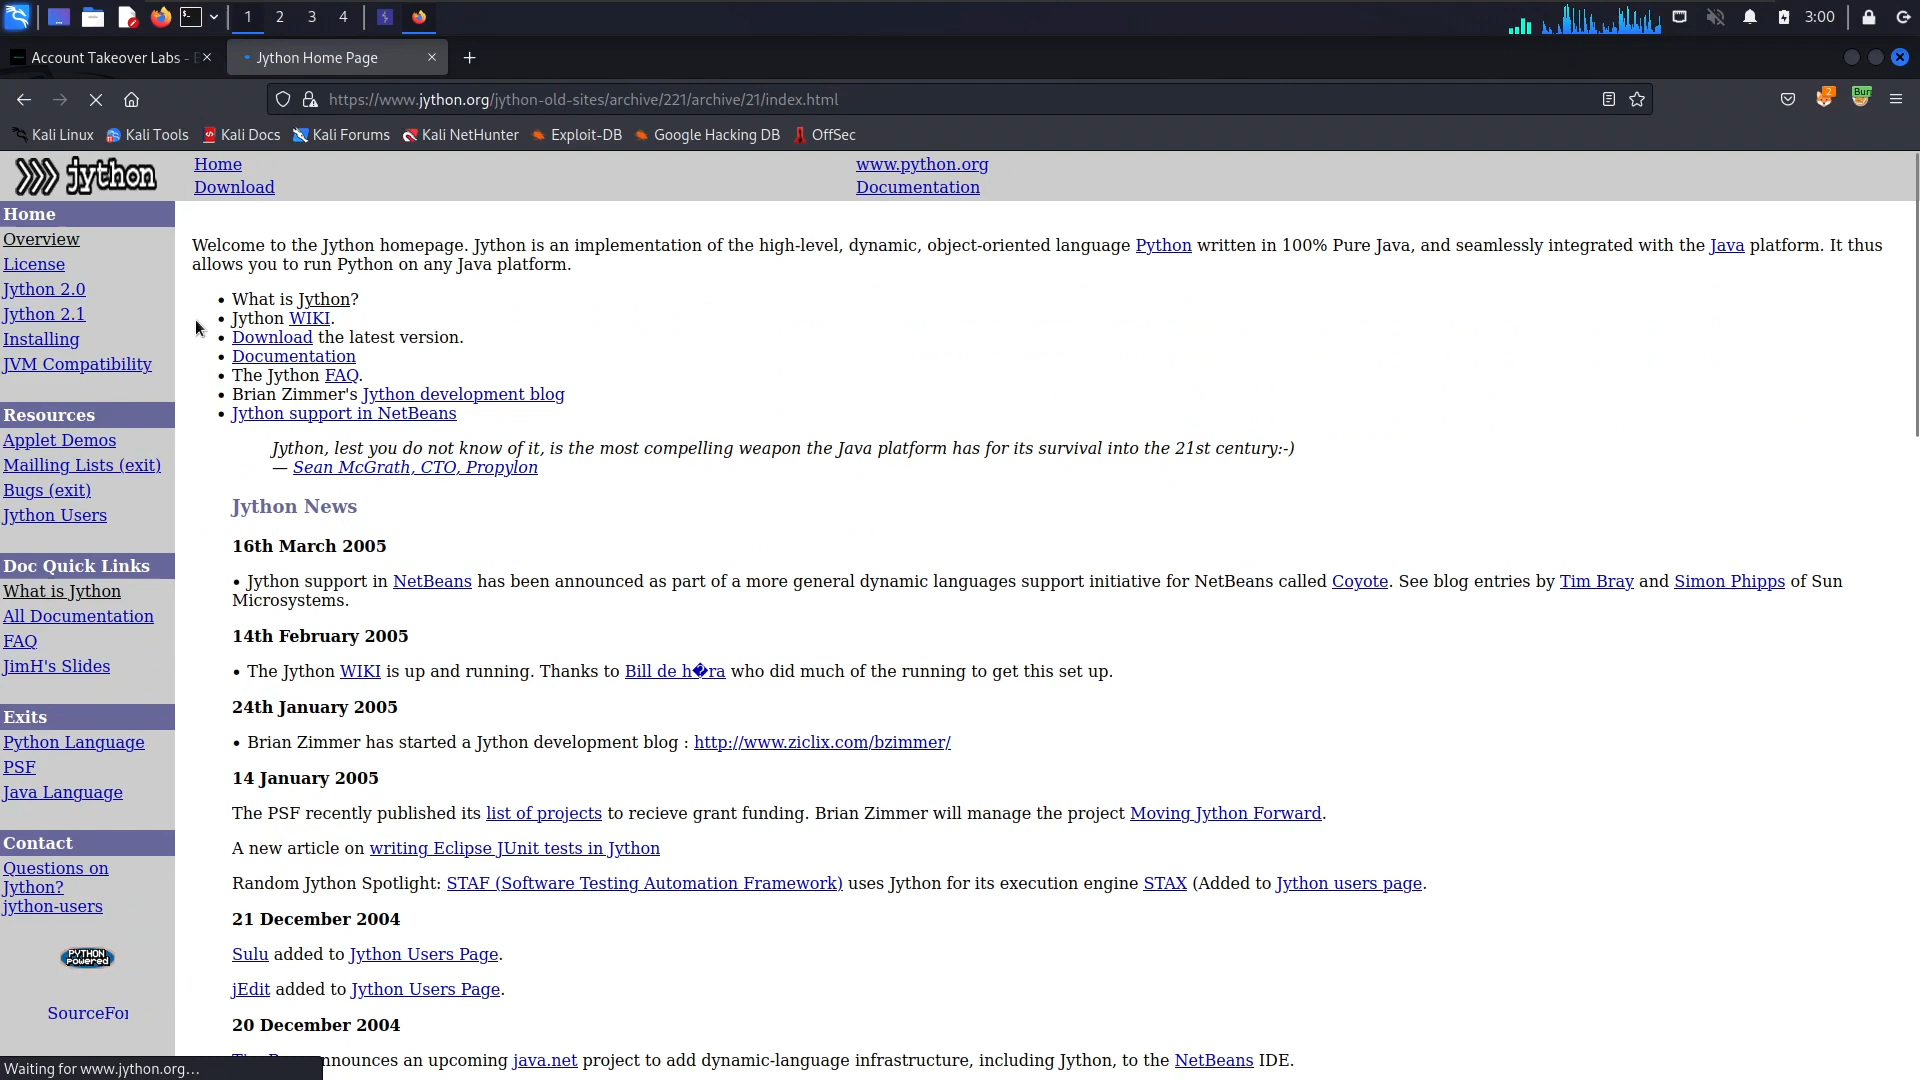 1 2 3 4 3:00
Account Takeover Labs - Jython Home Page
https://www.jython.org/jython-old-sites/archive/221/archive/21/index.html 2
Kali Linux Kali Tools Kali Docs Kali Forums Kali NetHunter Exploit-DB Google Hacking DB OffSec
jython
Home
Download
www.python.org
Documentation
Home
Overview
License
Jython 2.0
Jython 2.1
Installing
JVM Compatibility
Resources
Applet Demos
Mailling Lists (exit)
Bugs (exit)
Jython Users
Doc Quick Links
What is Jython
All Documentation
FAQ
JimH's Slides
Exits
Python Language
PSF
Java Language
Contact
Questions on
Jython?
jython-users
PYTHON
Powered
SourceFor
Welcome to the Jython homepage. Jython is an implementation of the high-level, dynamic, object-oriented language Python written in 100% Pure Java, and seamlessly integrated with the Java platform. It thus
allows you to run Python on any Java platform.
• What is Jython?
• Jython WIKI.
• Download the latest version.
• Documentation
• The Jython FAQ.
• Brian Zimmer's Jython development blog
• Jython support in NetBeans
Jython, lest you do not know of it, is the most compelling weapon the Java platform has for its survival into the 21st century:-)
— Sean McGrath, CTO, Propylon
Jython News
16th March 2005
• Jython support in NetBeans has been announced as part of a more general dynamic languages support initiative for NetBeans called Coyote. See blog entries by Tim Bray and Simon Phipps of Sun
Microsystems.
14th February 2005
• The Jython WIKI is up and running. Thanks to Bill de h�ra who did much of the running to get this set up.
24th January 2005
• Brian Zimmer has started a Jython development blog : http://www.ziclix.com/bzimmer/
14 January 2005
The PSF recently published its list of projects to recieve grant funding. Brian Zimmer will manage the project Moving Jython Forward.
A new article on writing Eclipse JUnit tests in Jython
Random Jython Spotlight: STAF (Software Testing Automation Framework) uses Jython for its execution engine STAX (Added to Jython users page.
21 December 2004
Sulu added to Jython Users Page.
jEdit added to Jython Users Page.
20 December 2004
announces an upcoming java.net project to add dynamic-language infrastructure, including Jython, to the NetBeans IDE.
Waiting for www.jython.org...